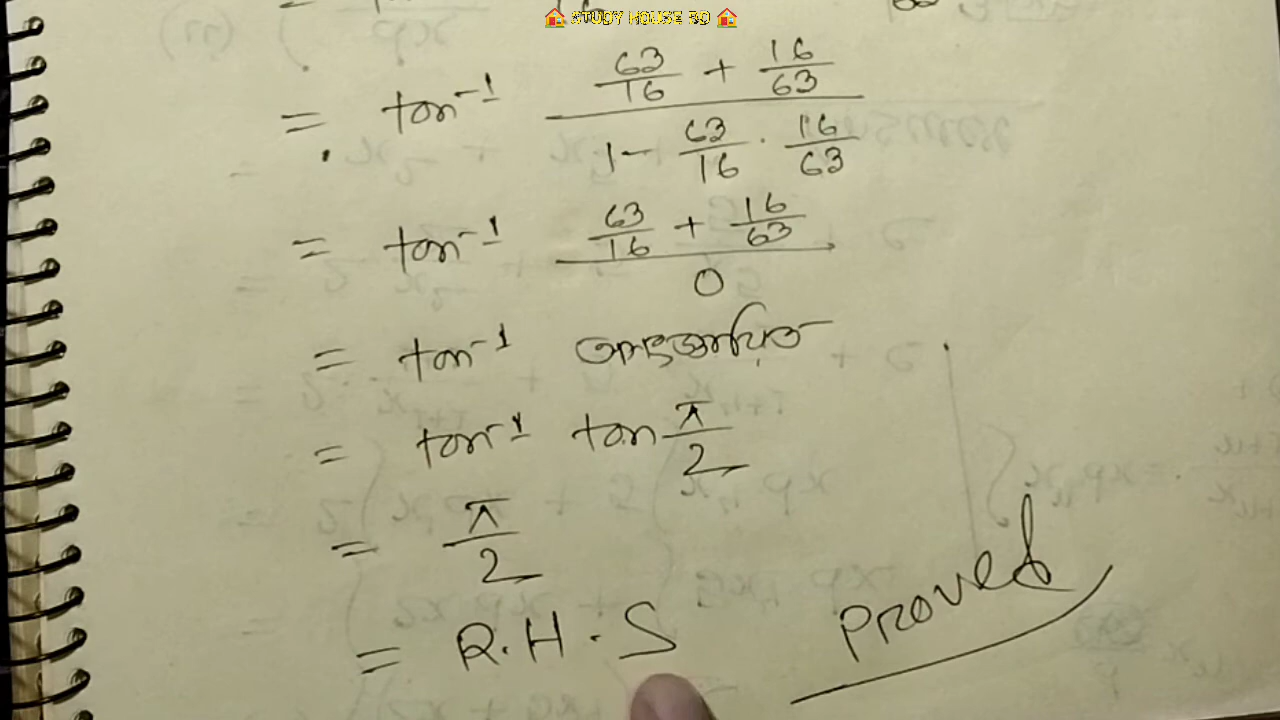 🏠 STUDY HOUSE BD 🏠
= tan⁻¹ (63/16 + 16/63) / (1 - 63/16 · 16/63)
= tan⁻¹ (63/16 + 16/63) / 0
= tan⁻¹ অসংজ্ঞায়িত
= tan⁻¹ tan π/2
= π/2
= R.H.S
Proved